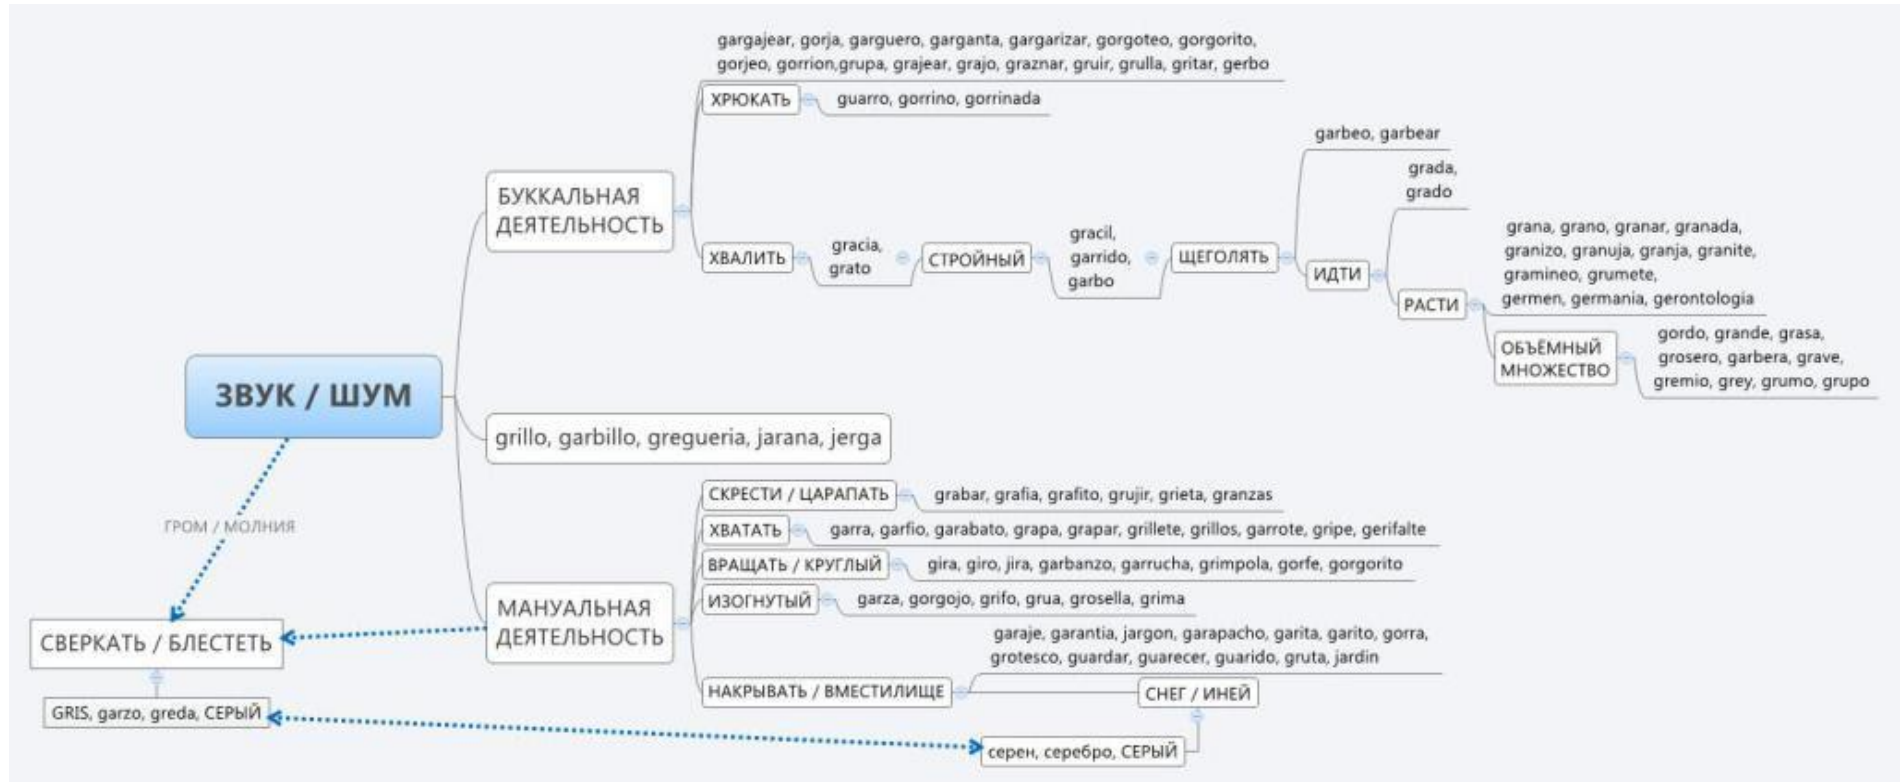 gargajear, gorja, garguero, garganta, gargarizar, gorgoteo, gorgorito,
gorjeo, gorrion,grupa, grajear, grajo, graznar, gruir, grulla, gritar, gerbo
ХРЮКАТЬ
guarro, gorrino, gorrinada
БУККАЛЬНАЯ
ДЕЯТЕЛЬНОСТЬ
ХВАЛИТЬ
gracia,
grato
СТРОЙНЫЙ
gracil,
garrido,
garbo
ЩЕГОЛЯТЬ
garbeo, garbear
ИДТИ
grada,
grado
РАСТИ
grana, grano, granar, granada,
granizo, granuja, granja, granite,
gramineo, grumete,
germen, germania, gerontologia
ОБЪЁМНЫЙ
МНОЖЕСТВО
gordo, grande, grasa,
grosero, garbera, grave,
gremio, grey, grumo, grupo
ЗВУК / ШУМ
grillo, garbillo, gregueria, jarana, jerga
СКРЕСТИ / ЦАРАПАТЬ
grabar, grafia, grafito, grujir, grieta, granzas
ХВАТАТЬ
garra, garfio, garabato, grapa, grapar, grillete, grillos, garrote, gripe, gerifalte
ВРАЩАТЬ / КРУГЛЫЙ
gira, giro, jira, garbanzo, garrucha, grimpola, gorfe, gorgorito
ИЗОГНУТЫЙ
garza, gorgojo, grifo, grua, grosella, grima
МАНУАЛЬНАЯ
ДЕЯТЕЛЬНОСТЬ
garaje, garantia, jargon, garapacho, garita, garito, gorra,
grotesco, guardar, guarecer, guarido, gruta, jardin
НАКРЫВАТЬ / ВМЕСТИЛИЩЕ
СНЕГ / ИНЕЙ
серен, серебро, СЕРЫЙ
ГРОМ / МОЛНИЯ
СВЕРКАТЬ / БЛЕСТЕТЬ
GRIS, garzo, greda, СЕРЫЙ